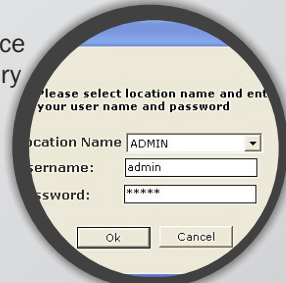 ce
ry
Please select location name and ent
your user name and password
ocation Name ADMIN
sername: admin
ssword: *****
Ok Cancel